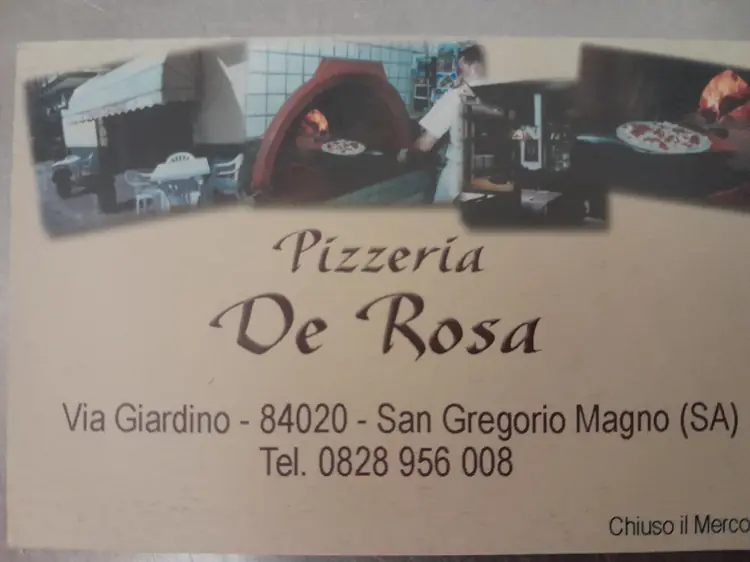 Pizzeria
De Rosa
Via Giardino - 84020 - San Gregorio Magno (SA)
Tel. 0828 956 008
Chiuso il Merco